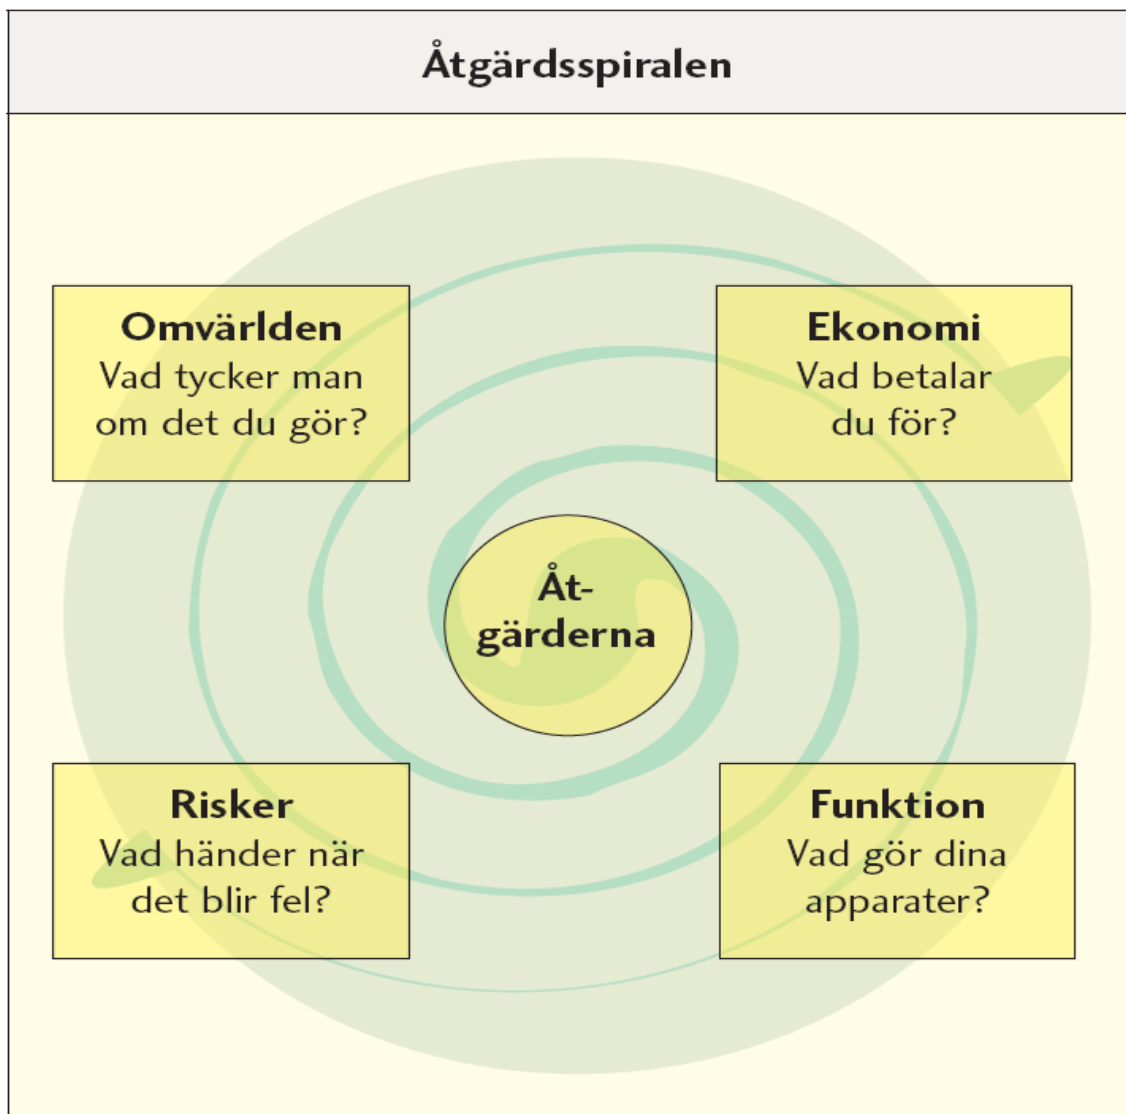 Åtgärdsspiralen
Omvärlden
Vad tycker man
om det du gör?
Ekonomi
Vad betalar
du för?
Åt-
gärderna
Risker
Vad händer när
det blir fel?
Funktion
Vad gör dina
apparater?